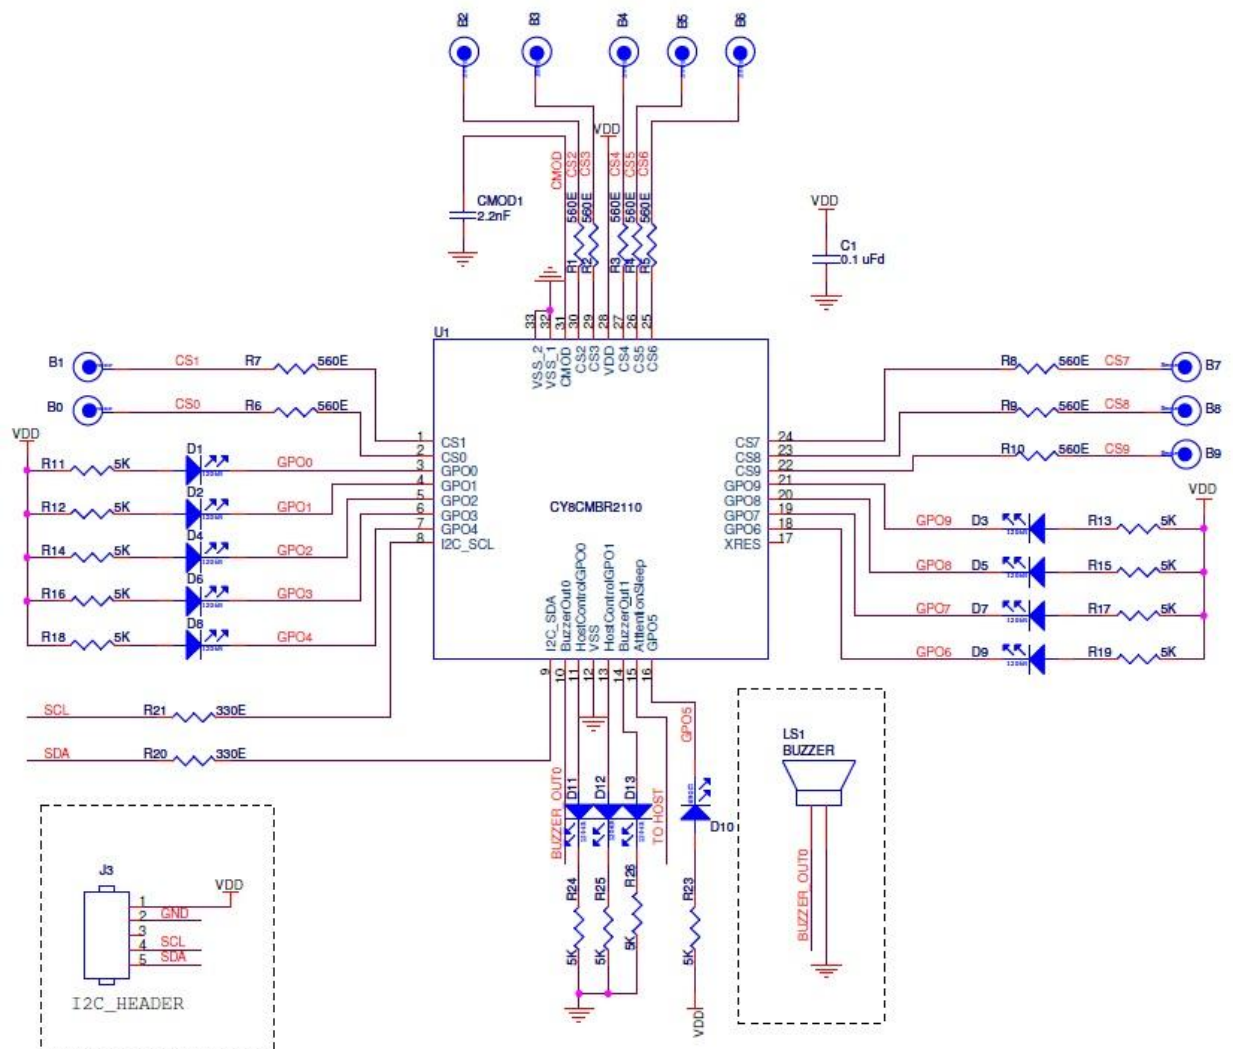 B2
B3
B4
B5
B6
VDD
CMOD
CS2
CS3
CS4
CS5
CS6
560E
560E
560E
560E
560E
R1
R2
R3
R4
R5
CMOD1
2.2nF
VDD
C1
0.1 uFd
U1
33
32
31
30
29
28
27
26
25
VSS_2
VSS_1
CMOD
CS2
CS3
VDD
CS4
CS5
CS6
B1
CS1
R7
560E
B0
CS0
R6
560E
VDD
R11
5K
D1
GPO0
R12
5K
D2
GPO1
R14
5K
D4
GPO2
R16
5K
D6
GPO3
R18
5K
D8
GPO4
1
CS1
2
CS0
3
GPO0
4
GPO1
5
GPO2
6
GPO3
7
GPO4
8
I2C_SCL
CY8CMBR2110
CS7
24
CS8
23
CS9
22
GPO9
21
GPO8
20
GPO7
19
GPO6
18
XRES
17
R8
560E
CS7
B7
R9
560E
CS8
B8
R10
560E
CS9
B9
VDD
GPO9
D3
R13
5K
GPO8
D5
R15
5K
GPO7
D7
R17
5K
GPO6
D9
R19
5K
I2C_SDA
BuzzerOut0
HostControlGPO0
VSS
HostControlGPO1
BuzzerOut1
AttentionSleep
GPO5
9
10
11
12
13
14
15
16
SCL
R21
330E
SDA
R20
330E
BUZZER_OUT0
D11
D12
D13
TO HOST
GPO5
D10
R24
R25
R26
R23
5K
5K
5K
5K
VDD
LS1
BUZZER
BUZZER_OUT0
J3
VDD
1
2
GND
3
4
SCL
5
SDA
I2C_HEADER